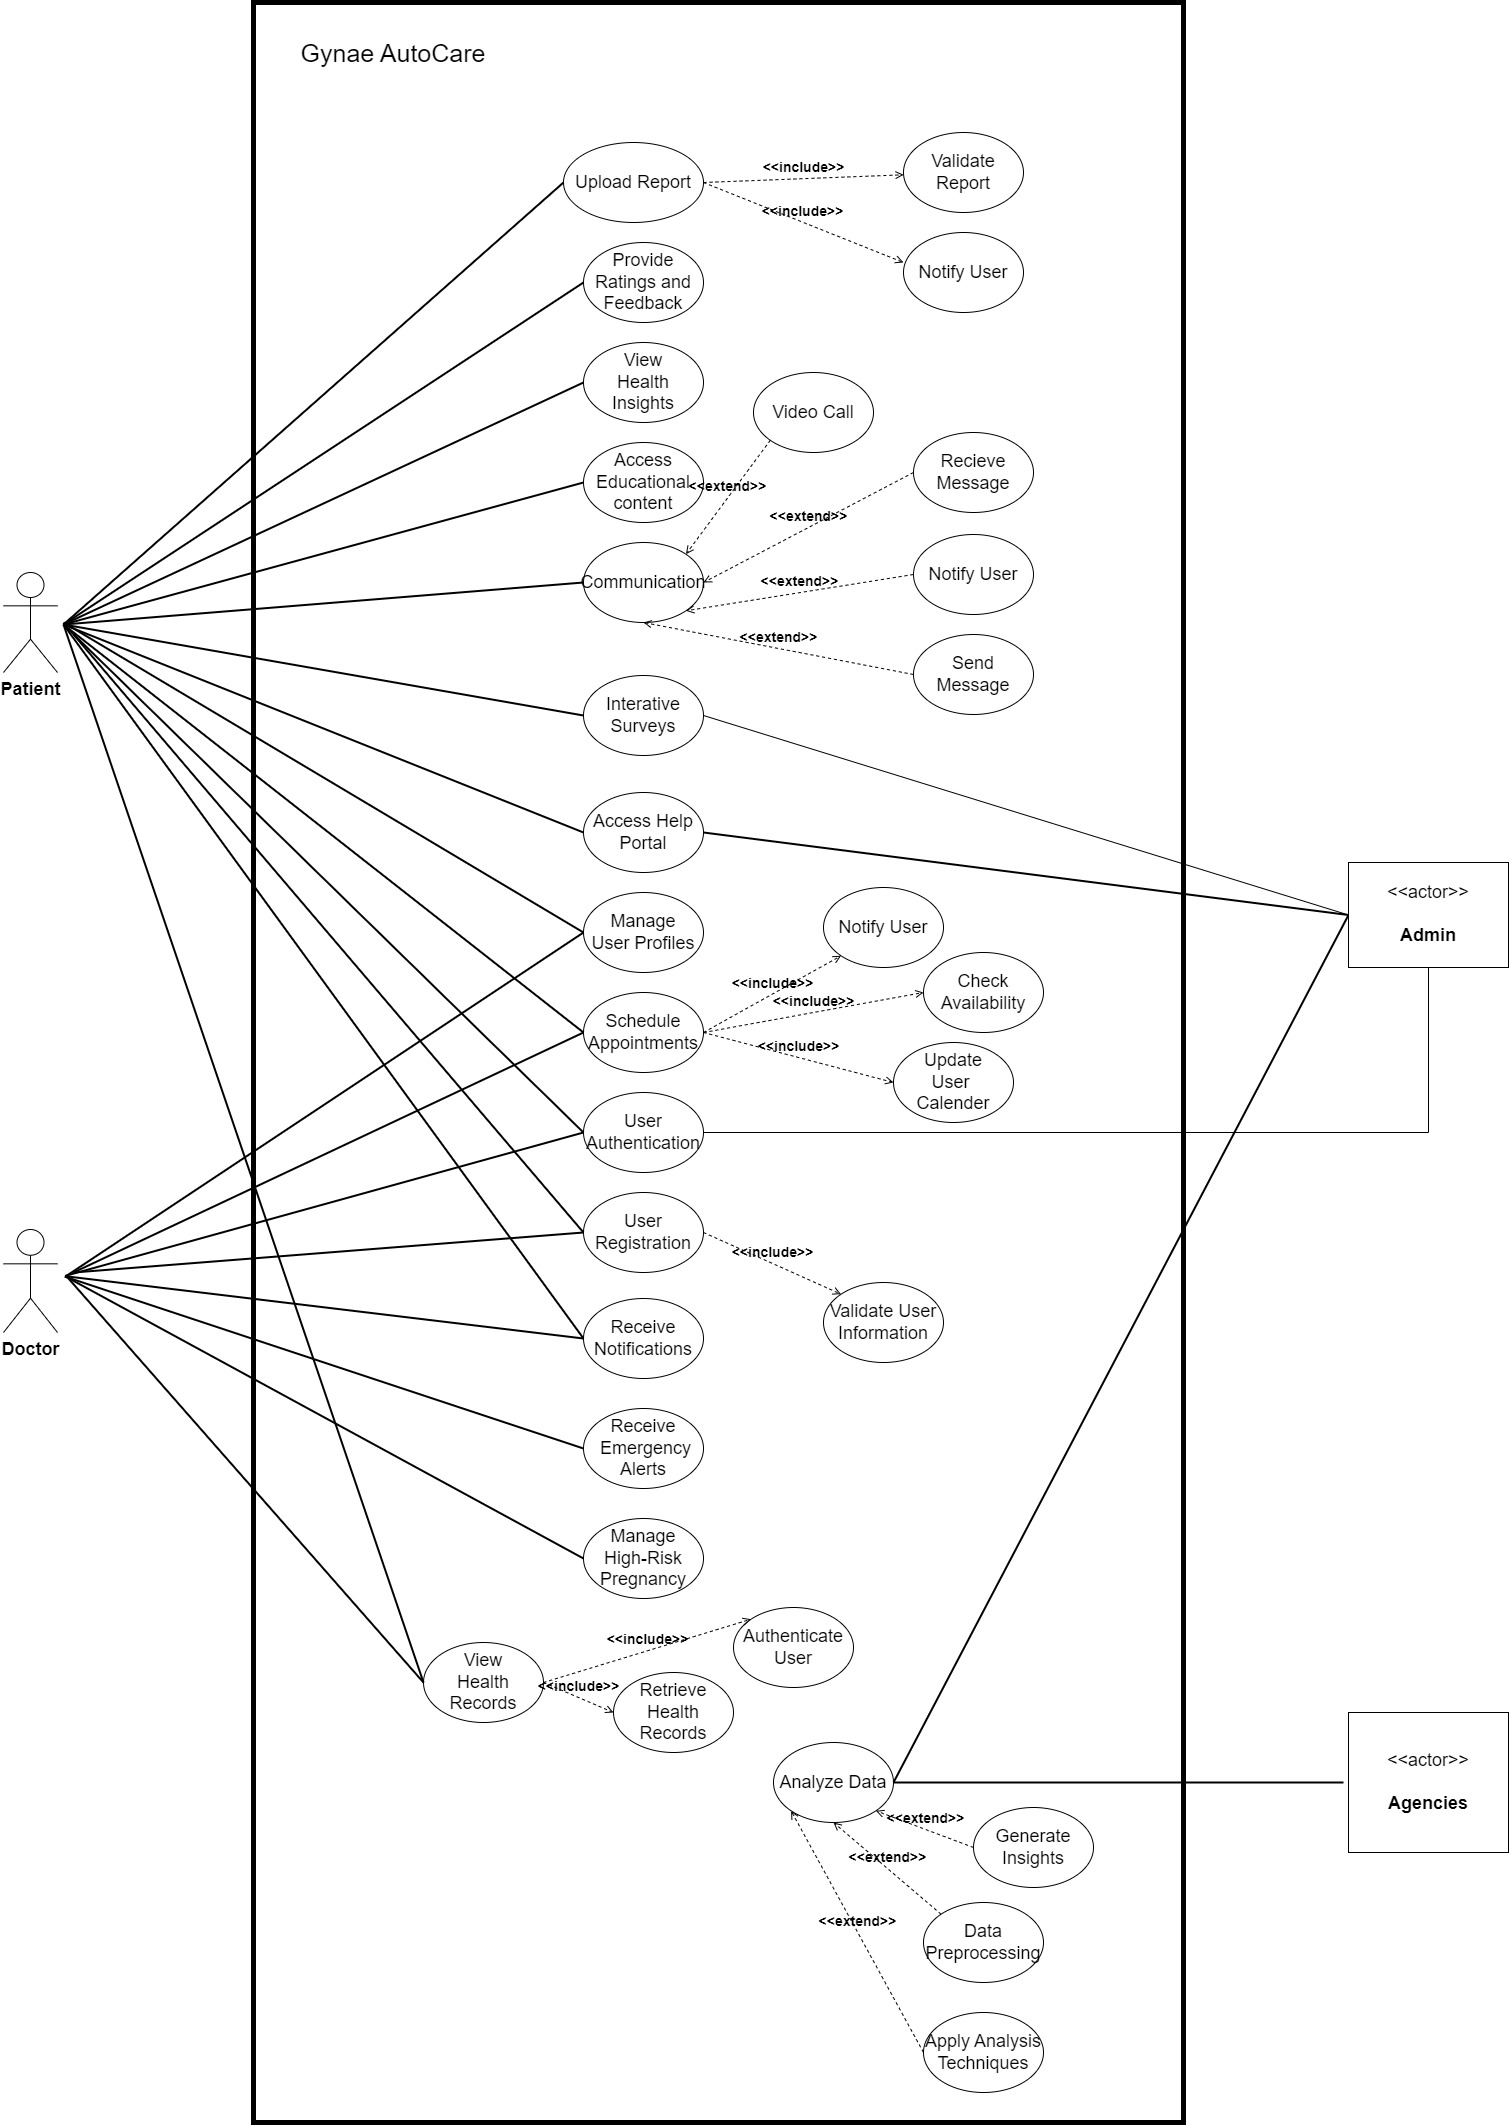 Gynae AutoCare
Upload Report
<<include>>
Validate
Report
<<include>>
Notify User
Provide
Ratings and
Feedback
View
Health
Insights
Video Call
Access
Educational
content
<<extend>>
Recieve
Message
<<extend>>
Communication
<<extend>>
Notify User
<<extend>>
Send
Message
Patient
Interative
Surveys
Access Help
Portal
<<actor>>
Admin
Manage
User Profiles
Notify User
<<include>>
Check
Availability
<<include>>
Schedule
Appointments
<<include>>
Update
User
Calender
User
Authentication
User
Registration
<<include>>
Validate User
Information
Doctor
Receive
Notifications
Receive
Emergency
Alerts
Manage
High-Risk
Pregnancy
<<include>>
Authenticate
User
View
Health
Records
<<include>>
Retrieve
Health
Records
Analyze Data
<<actor>>
Agencies
<<extend>>
Generate
Insights
<<extend>>
Data
Preprocessing
<<extend>>
Apply Analysis
Techniques